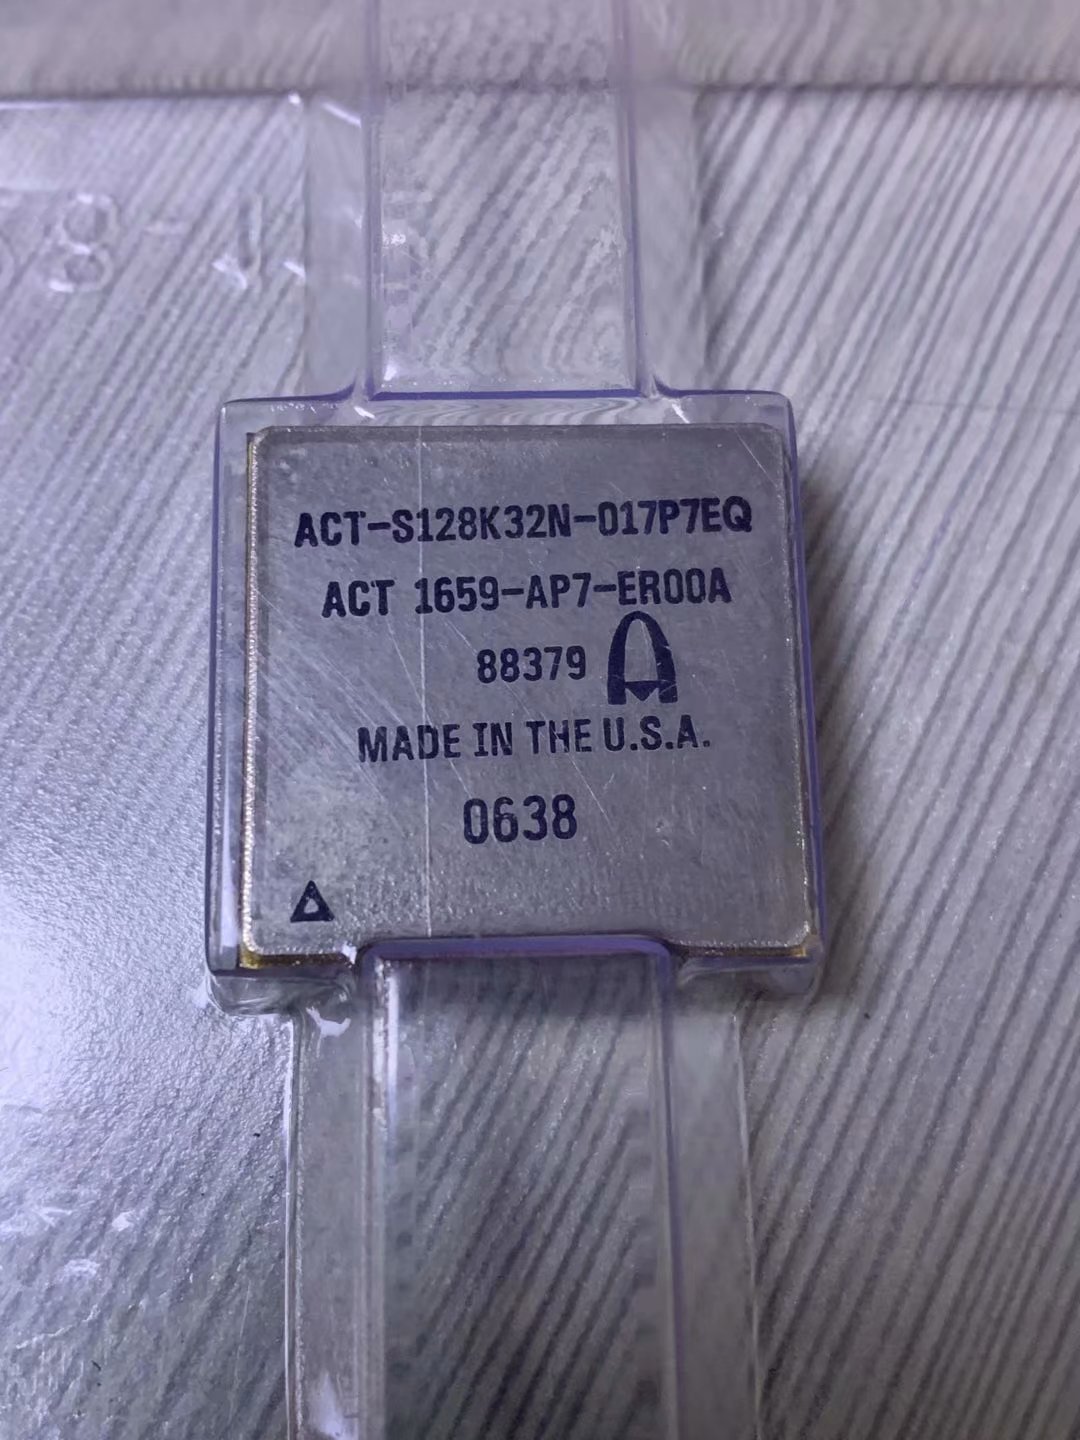 ACT-S128K32N-017P7EQ
ACT 1659-AP7-ER00A
88379
MADE IN THE U.S.A.
0638